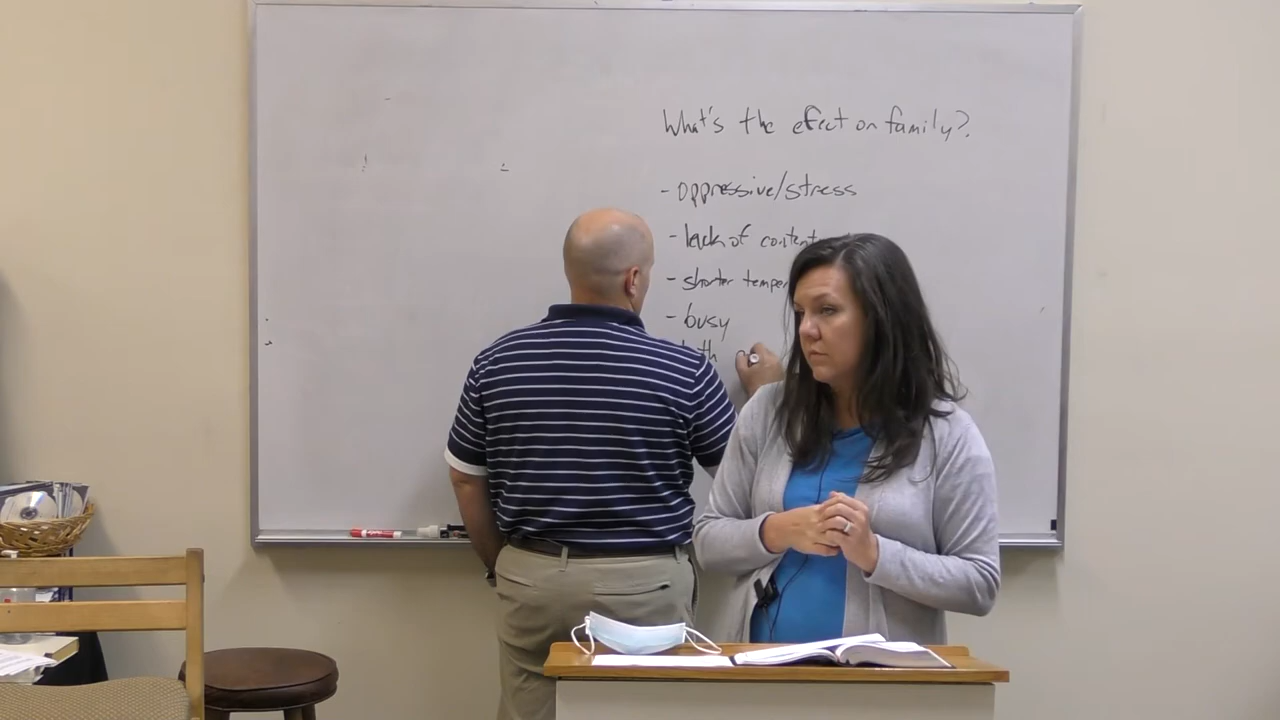 What's the effect on family?
- oppressive/stress
- lack of content
- shorter temper
- busy